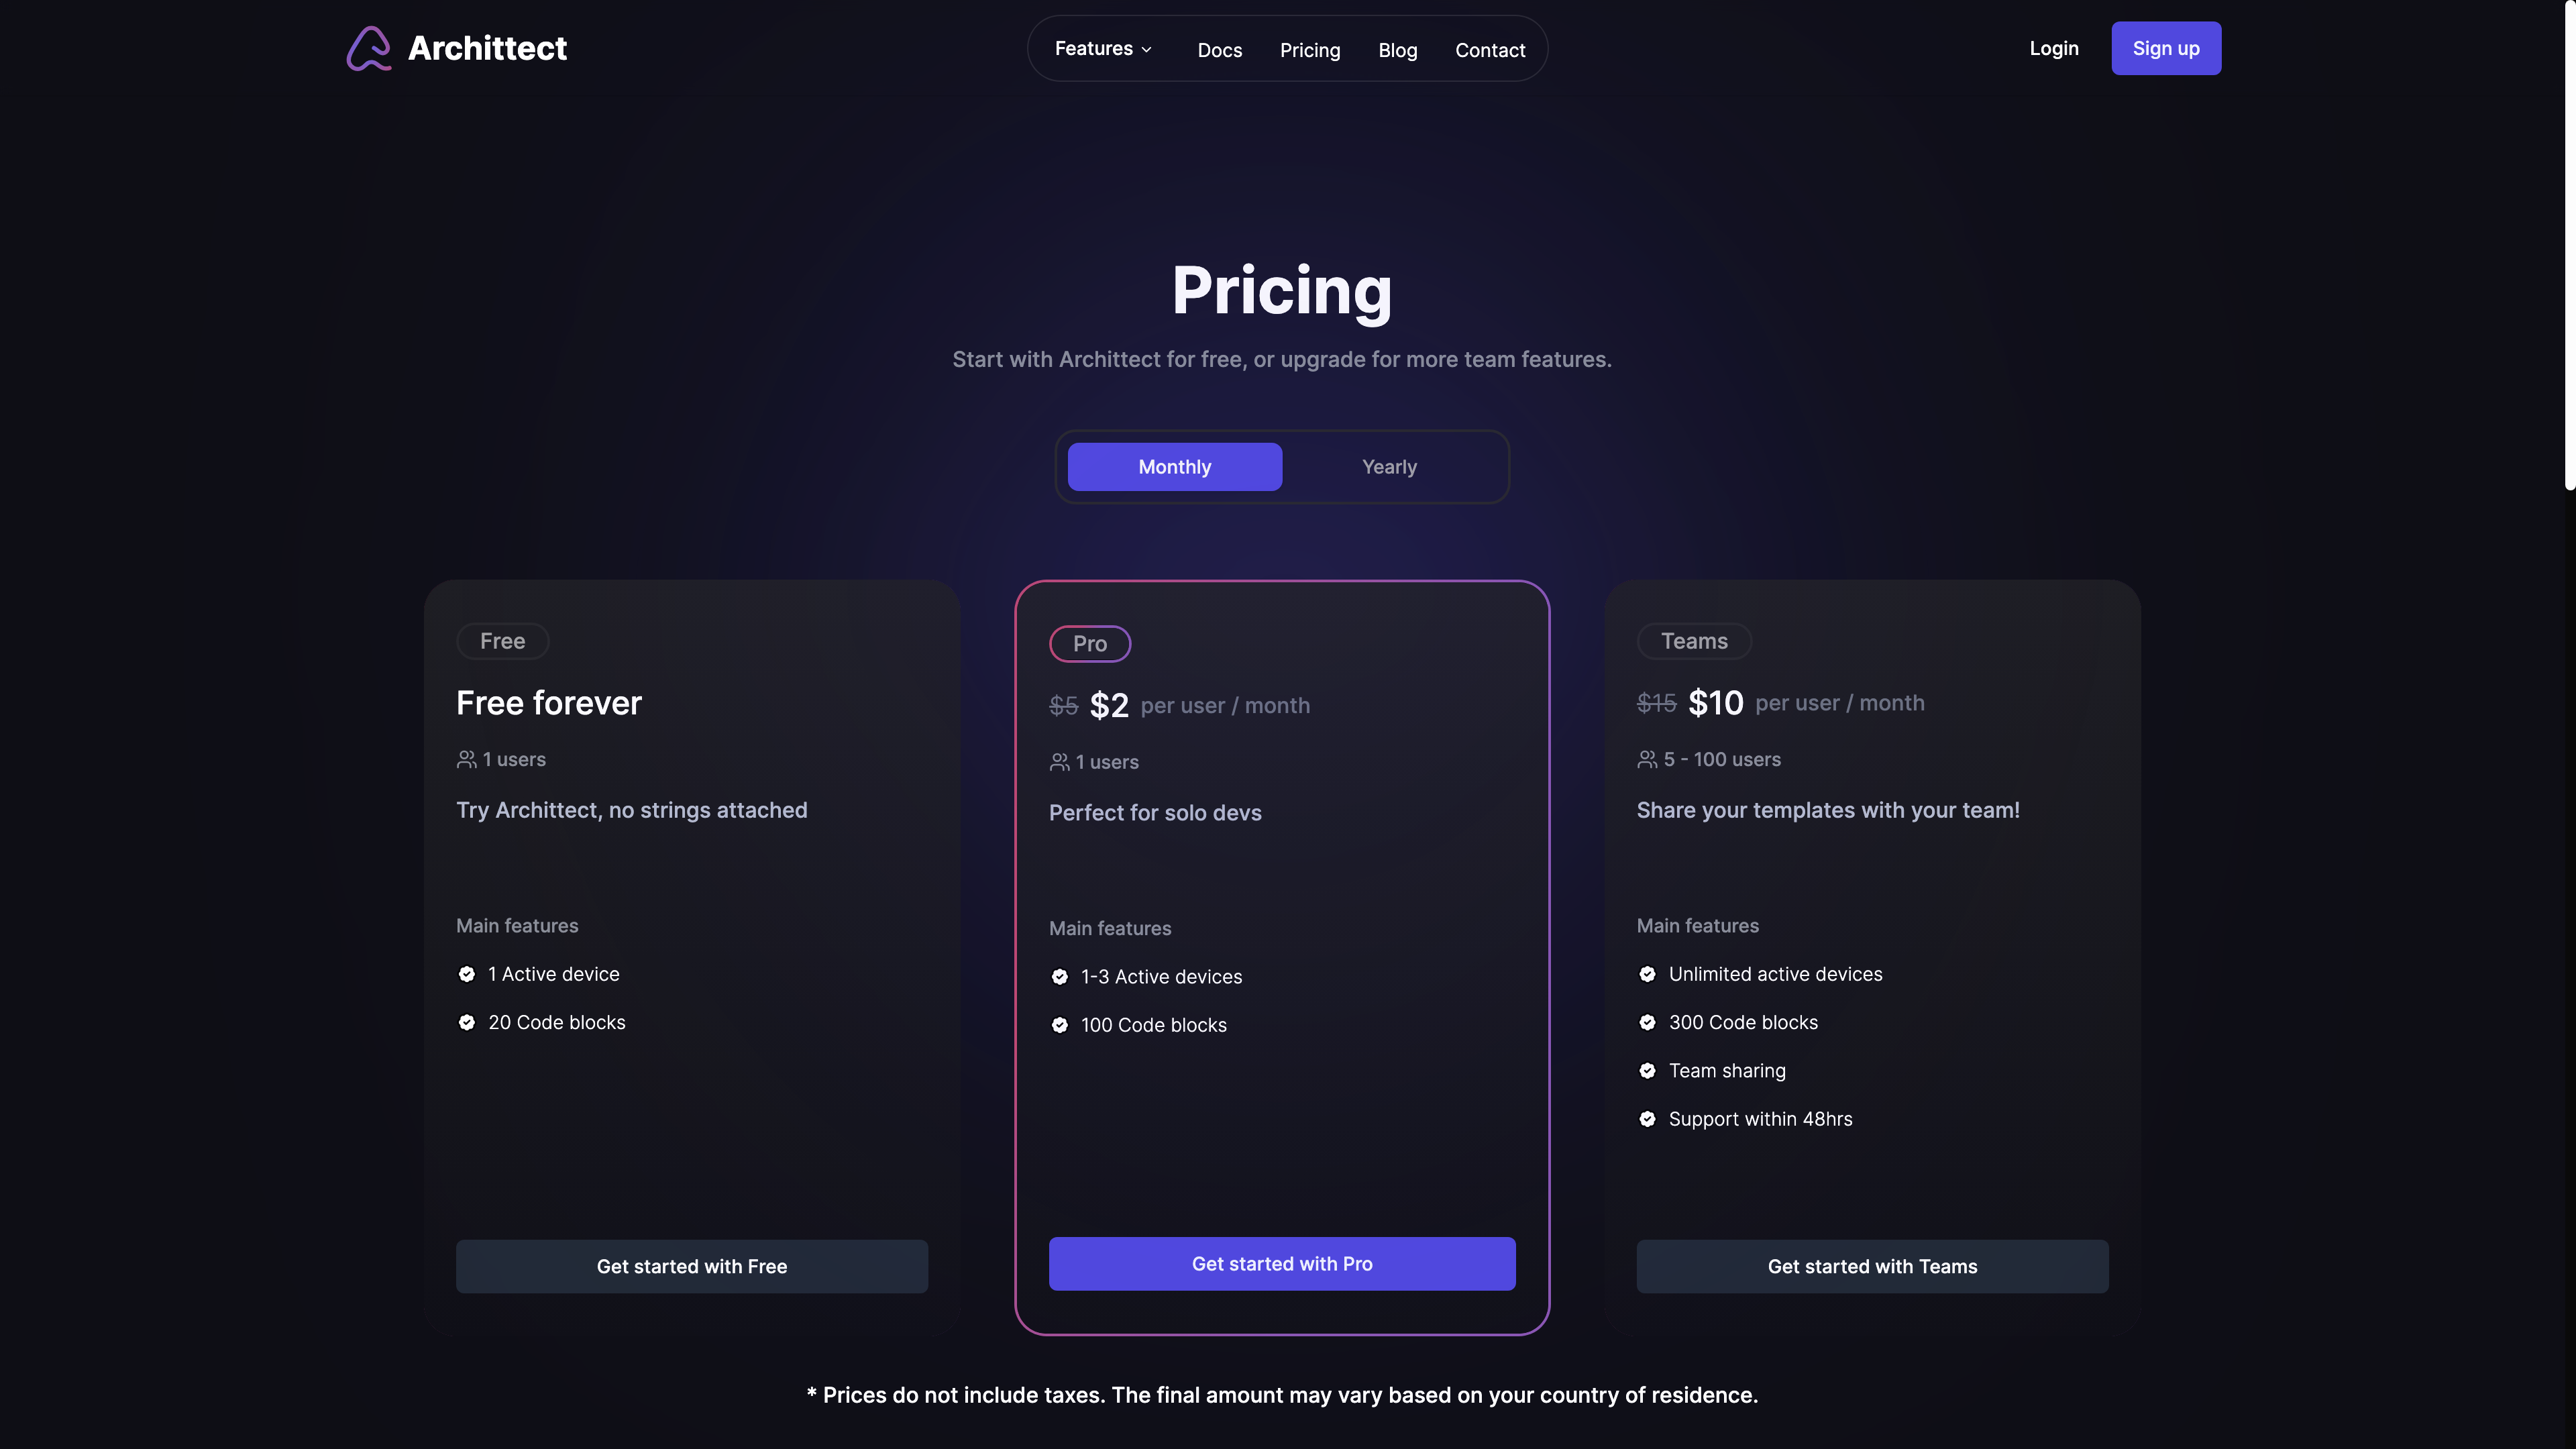 Archittect
Features
Docs
Pricing
Blog
Contact
Login
Sign up
Pricing
Start with Archittect for free, or upgrade for more team features.
Monthly
Yearly
Free
Free forever
1 users
Try Archittect, no strings attached
Main features
1 Active device
20 Code blocks
Get started with Free
Pro
$5 $2 per user / month
1 users
Perfect for solo devs
Main features
1-3 Active devices
100 Code blocks
Get started with Pro
Teams
$15 $10 per user / month
5 - 100 users
Share your templates with your team!
Main features
Unlimited active devices
300 Code blocks
Team sharing
Support within 48hrs
Get started with Teams
* Prices do not include taxes. The final amount may vary based on your country of residence.